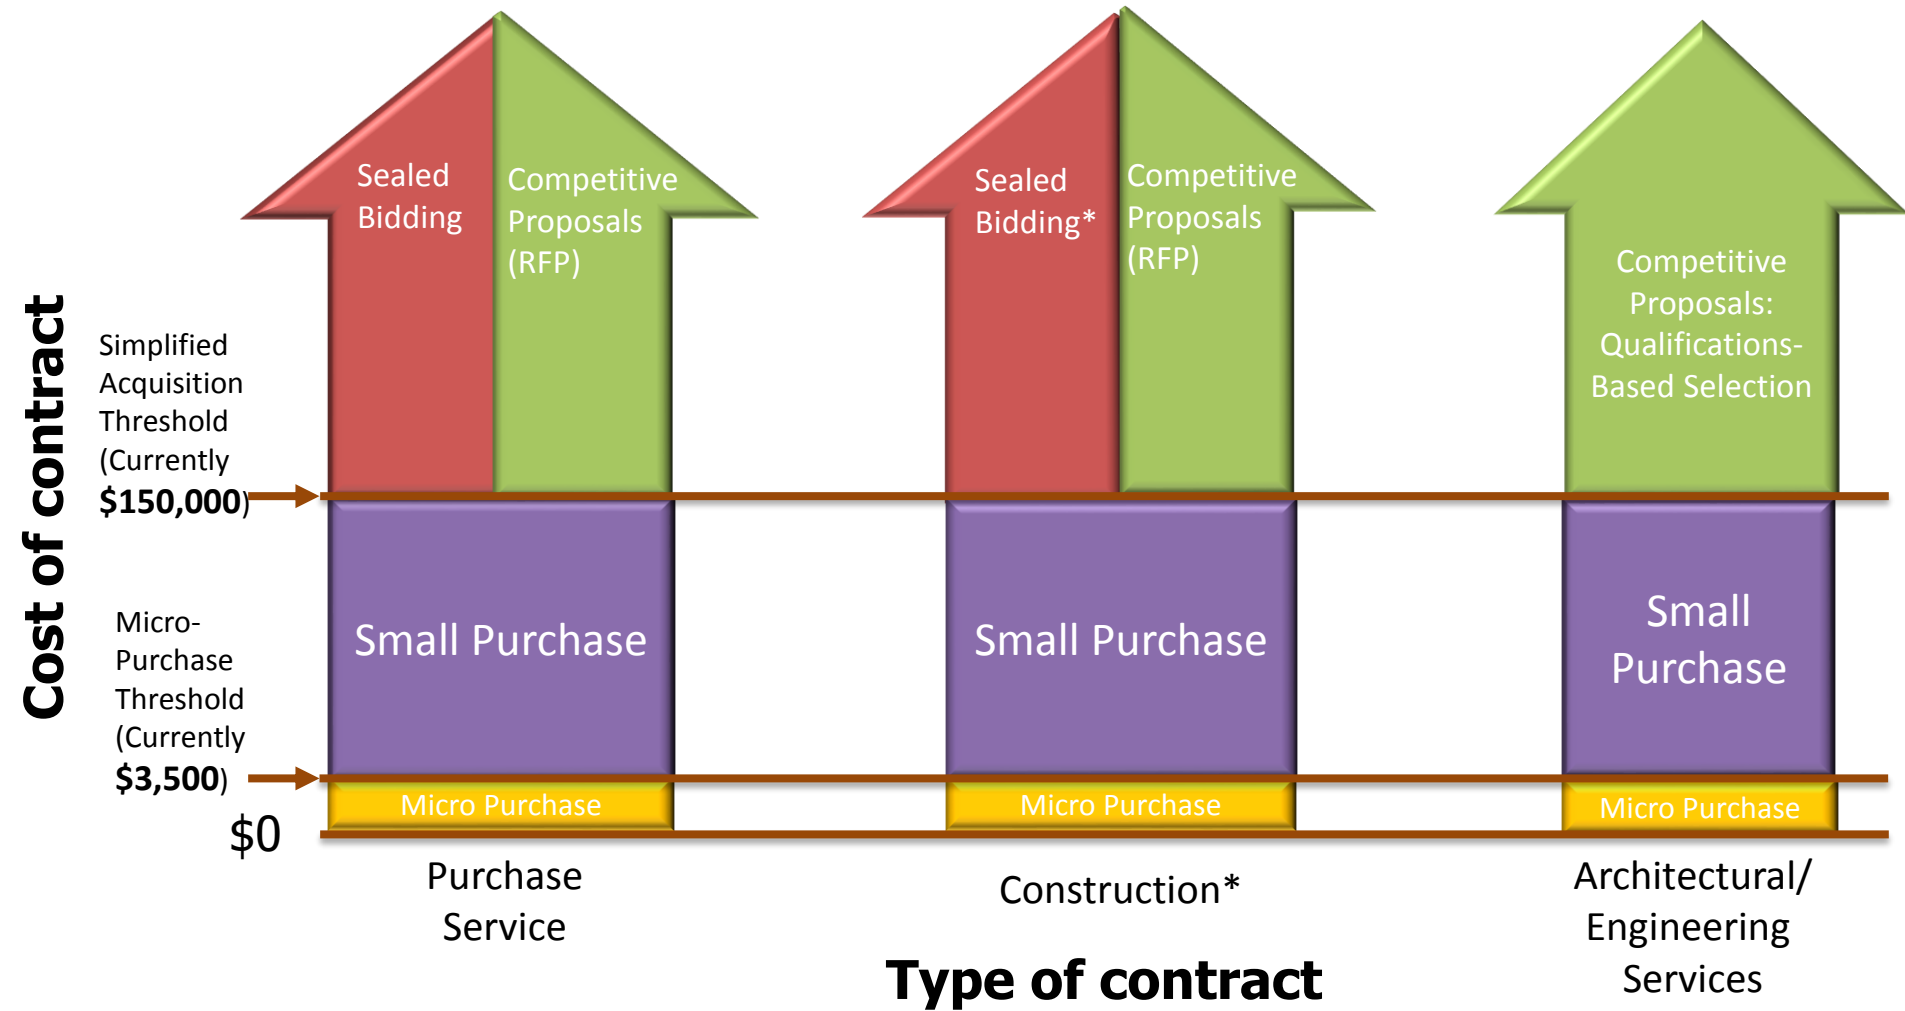 Sealed
Bidding
Competitive
Proposals
(RFP)
Sealed
Bidding*
Competitive
Proposals
(RFP)
Competitive
Proposals:
Qualifications-
Based Selection
Cost of contract
Simplified
Acquisition
Threshold
(Currently
$150,000)
Small Purchase
Small Purchase
Small
Purchase
Micro-
Purchase
Threshold
(Currently
$3,500)
Micro Purchase
Micro Purchase
Micro Purchase
$0
Purchase
Service
Construction*
Architectural/
Engineering
Services
Type of contract